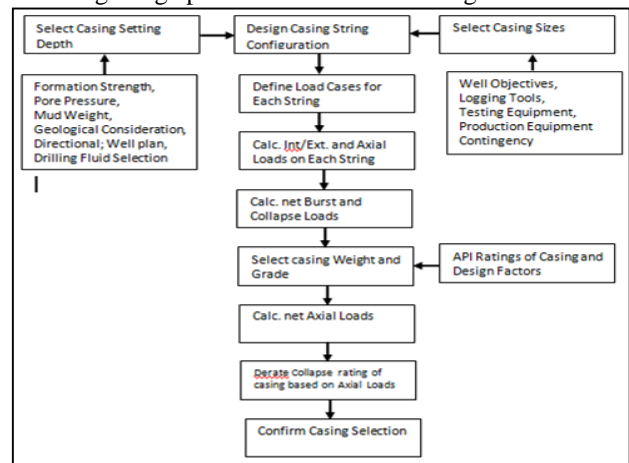 Select Casing Setting
Depth
Design Casing String
Configuration
Select Casing Sizes
Formation Strength,
Pore Pressure,
Mud Weight,
Geological Consideration,
Directional; Well plan,
Drilling Fluid Selection
Define Load Cases for
Each String
Well Objectives,
Logging Tools,
Testing Equipment,
Production Equipment
Contingency
Calc. Int/Ext. and Axial
Loads on Each String
Calc. net Burst and
Collapse Loads
Select casing Weight and
Grade
API Ratings of Casing and
Design Factors
Calc. net Axial Loads
Derate Collapse rating of
casing based on Axial Loads
Confirm Casing Selection